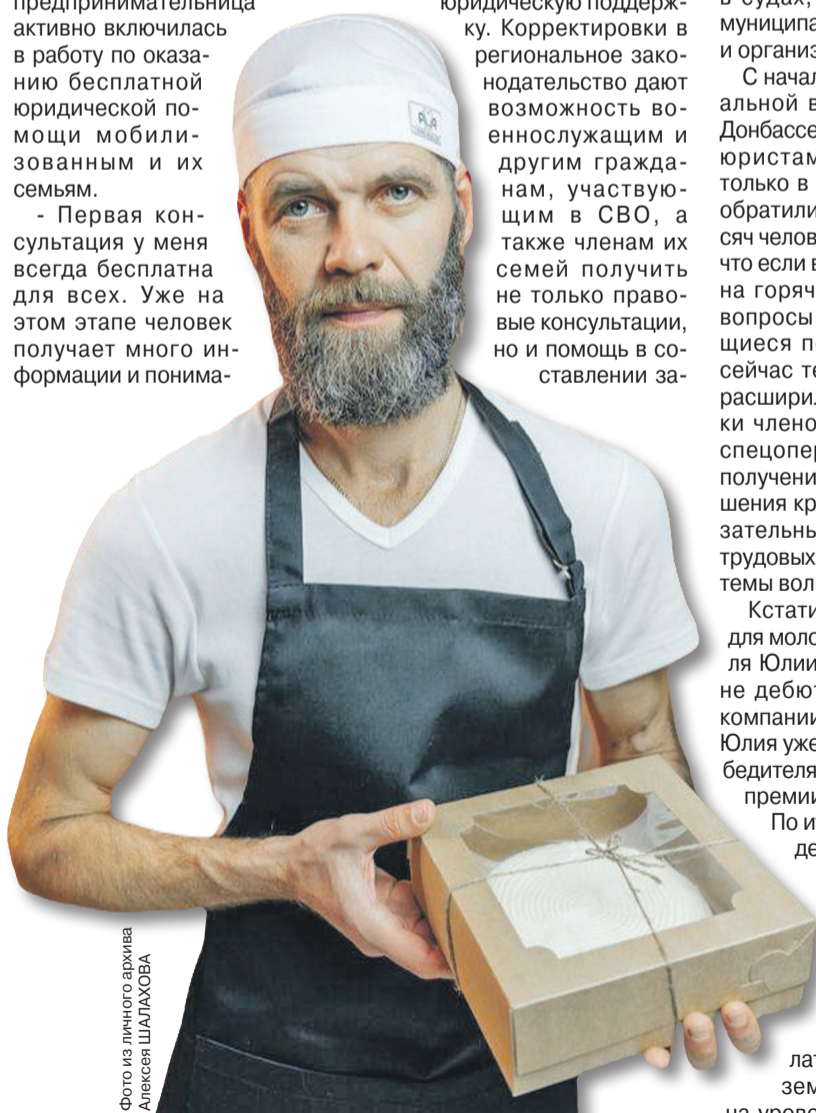 предпринимательница
активно включилась
в работу по оказа-
нию бесплатной
юридической по-
мощи мобили-
зованным и их
семьям.
- Первая кон-
сультация у меня
всегда бесплатна
для всех. Уже на
этом этапе человек
получает много ин-
формации и понима-
юридическую поддерж-
ку. Корректировки в
региональное зако-
нодательство дают
возможность во-
еннослужащим и
другим гражда-
нам, участвую-
щим в СВО, а
также членам их
семей получить
не только право-
вые консультации,
но и помощь в со-
ставлении за-
в судах,
муниципа
и организ
С начал
альной в
Донбассе
юристам
только в
обратили
сяч челов
что если в
на горяч
вопросы
щиеся по
сейчас те
расширил
ки члено
спецопер
получени
шения кр
зательны
трудовых
темы вол
Кстати
для моло
ля Юлии
не дебют
компании
Юлия уже
бедителя
премии
По и
де
лат
зем
на уровс
Фото из личного архива
Алексея ШАЛАХОВА